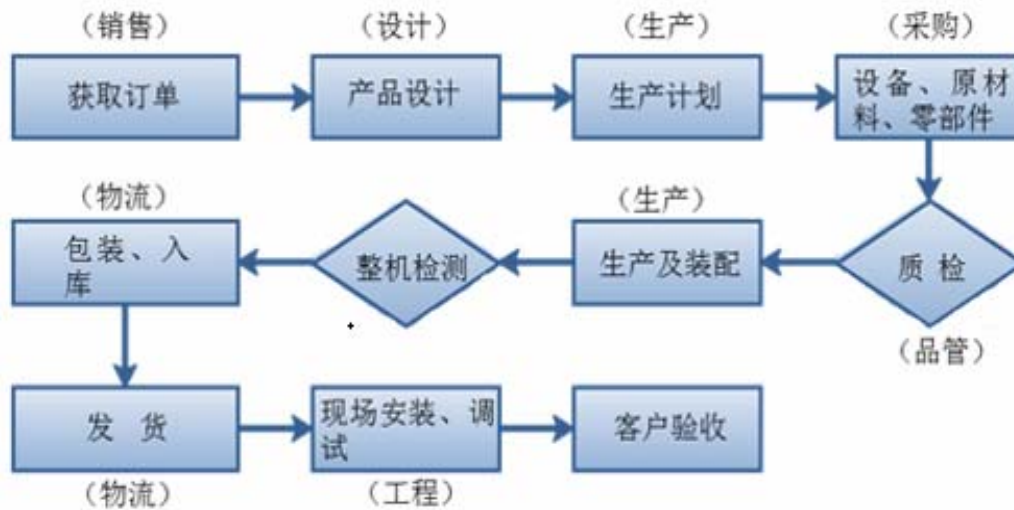 （销售）
获取订单
（设计）
产品设计
（生产）
生产计划
（采购）
设备、原材
料、零部件
质 检
（品管）
（生产）
生产及装配
整机检测
（物流）
包装、入
库
发 货
（物流）
现场安装、调
试
（工程）
客户验收